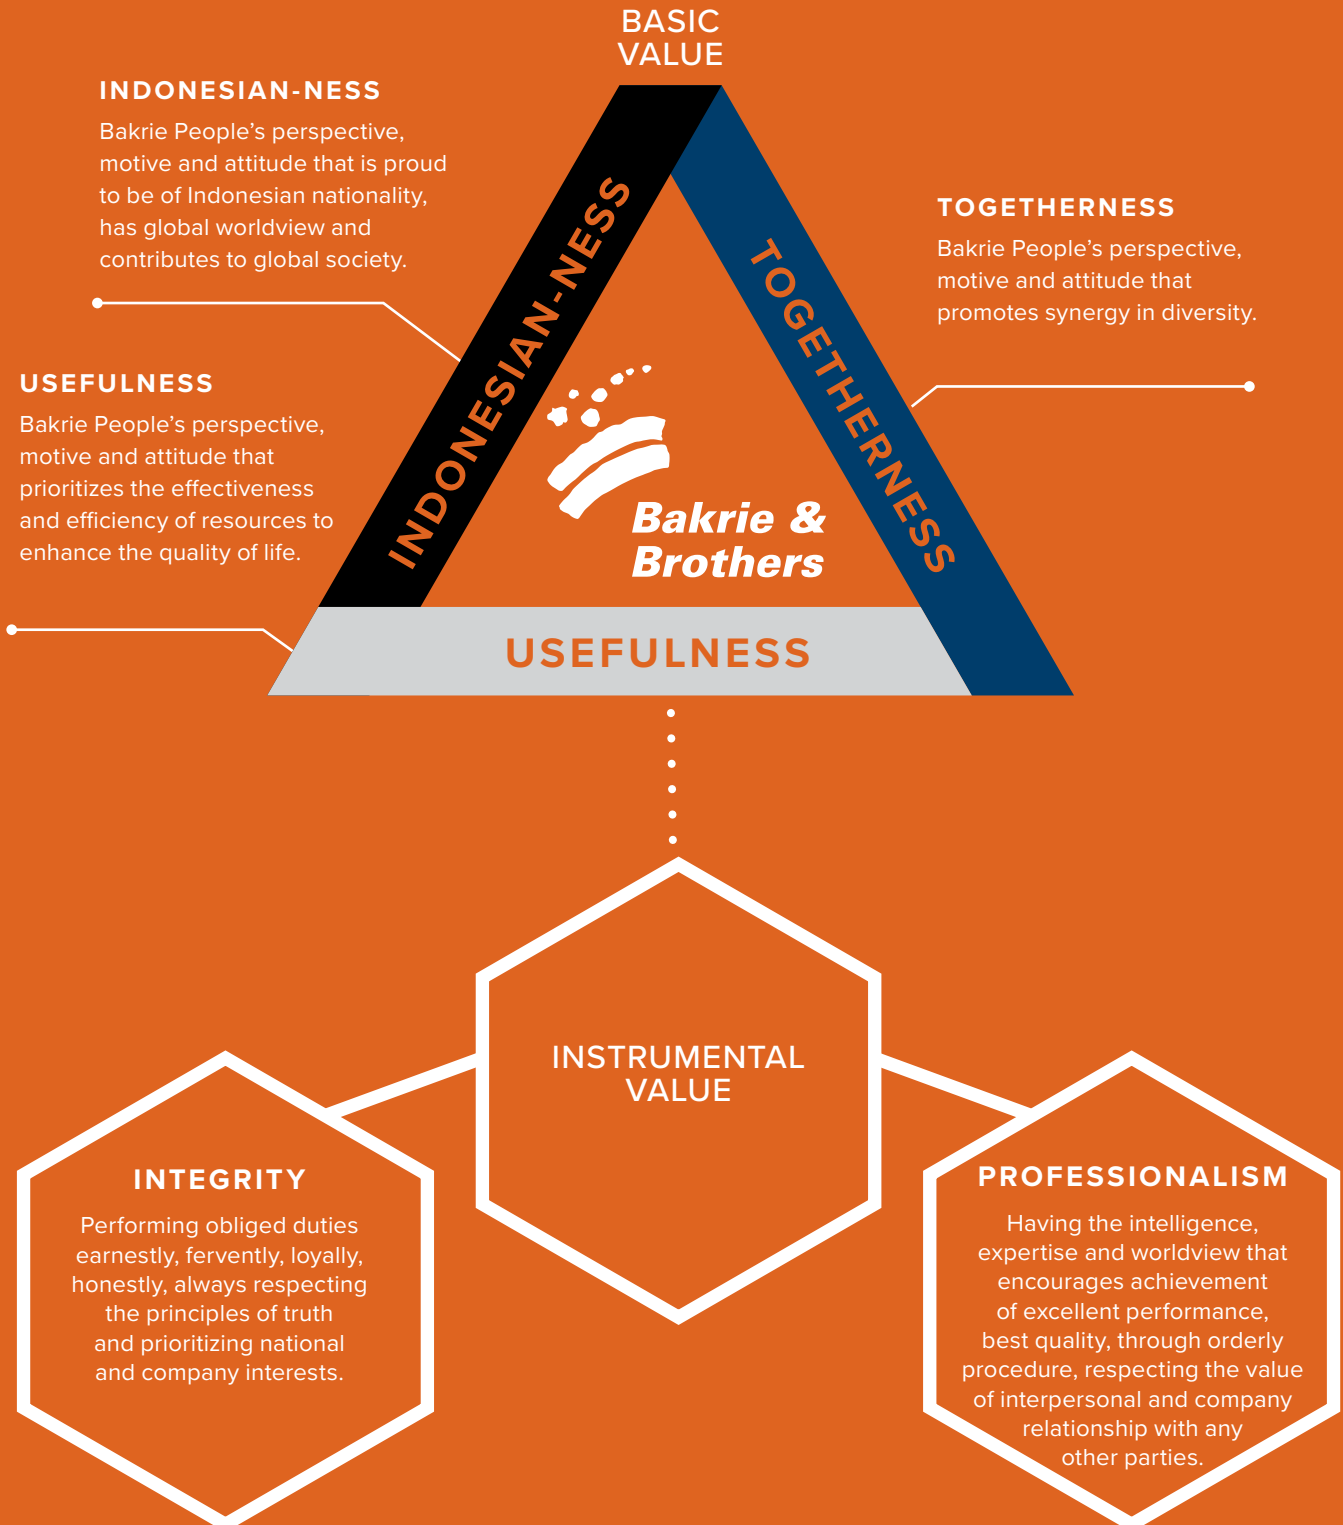 BASIC
VALUE
INDONESIAN-NESS
Bakrie People's perspective,
motive and attitude that is proud
to be of Indonesian nationality,
has global worldview and
contributes to global society.
TOGETHERNESS
Bakrie People's perspective,
motive and attitude that
promotes synergy in diversity.
USEFULNESS
Bakrie People's perspective,
motive and attitude that
prioritizes the effectiveness
and efficiency of resources to
enhance the quality of life.
INDONESIAN-NESS
TOGETHERNESS
Bakrie &
Brothers
USEFULNESS
INSTRUMENTAL
VALUE
INTEGRITY
Performing obliged duties
earnestly, fervently, loyally,
honestly, always respecting
the principles of truth
and prioritizing national
and company interests.
PROFESSIONALISM
Having the intelligence,
expertise and worldview that
encourages achievement
of excellent performance,
best quality, through orderly
procedure, respecting the value
of interpersonal and company
relationship with any
other parties.